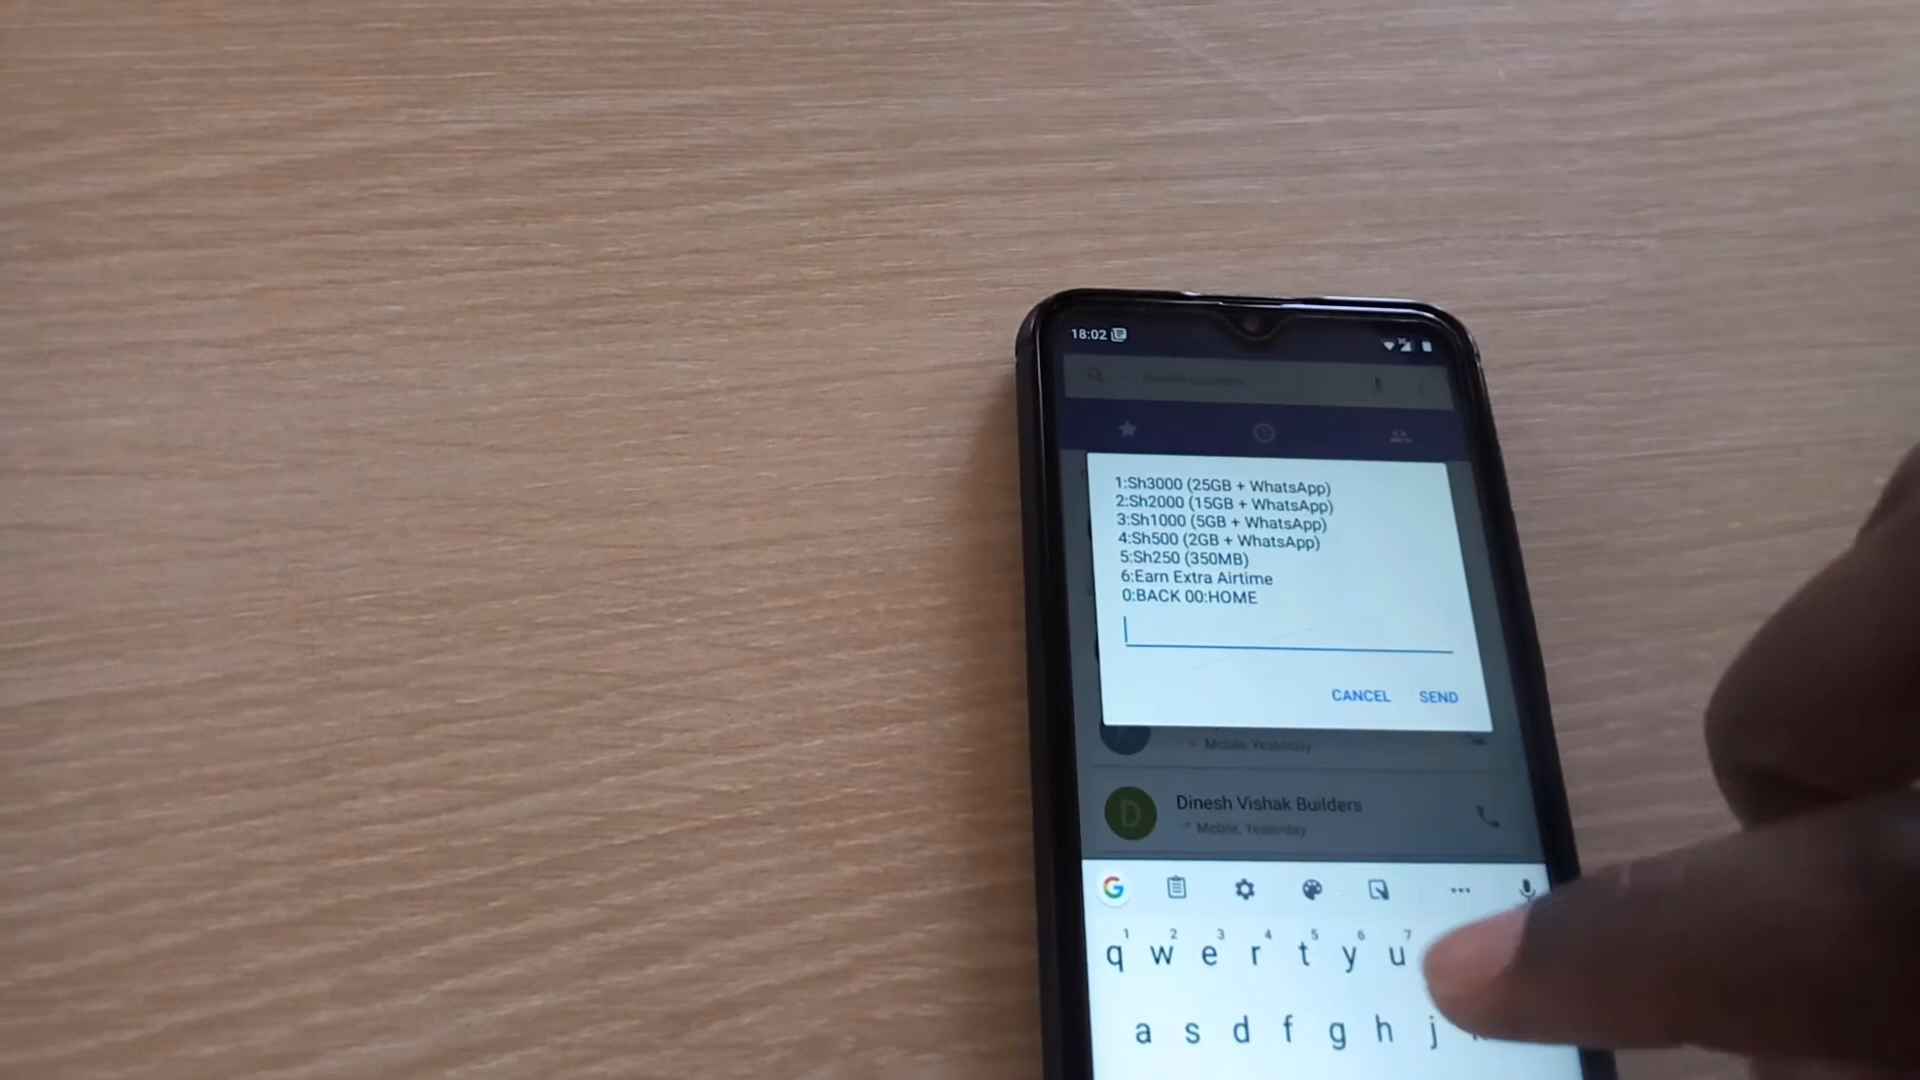 18:02
1:Sh3000 (25GB + WhatsApp)
2:Sh2000 (15GB + WhatsApp)
3:Sh1000 (5GB + WhatsApp)
4:Sh500 (2GB + WhatsApp)
5:Sh250 (350MB)
6:Earn Extra Airtime
0:BACK 00:HOME
CANCEL SEND
Mobile, Yesterday
D
Dinesh Vishak Builders
Mobile, Yesterday
G
1 2 3 4 5 6 7
q w e r t y u
a s d f g h j